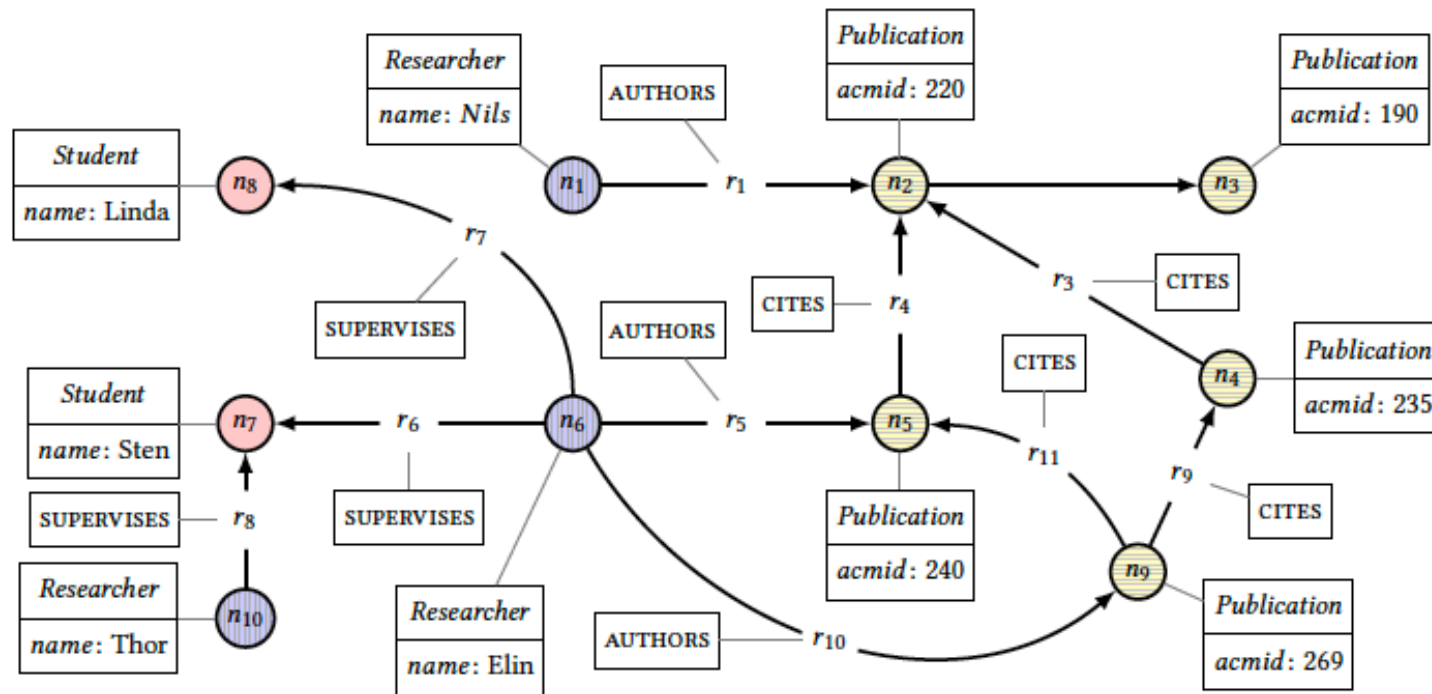 Publication
acmid: 220
Researcher
name: Nils
AUTHORS
Publication
acmid: 190
Student
name: Linda
n8
n1
r1
n2
n3
r7
r3
CITES
SUPERVISES
CITES
r4
AUTHORS
CITES
Publication
acmid: 235
n4
Student
name: Sten
n7
r6
n6
r5
n5
r11
r9
SUPERVISES
r8
SUPERVISES
CITES
Publication
acmid: 240
n9
Researcher
name: Thor
n10
Researcher
name: Elin
AUTHORS
r10
Publication
acmid: 269